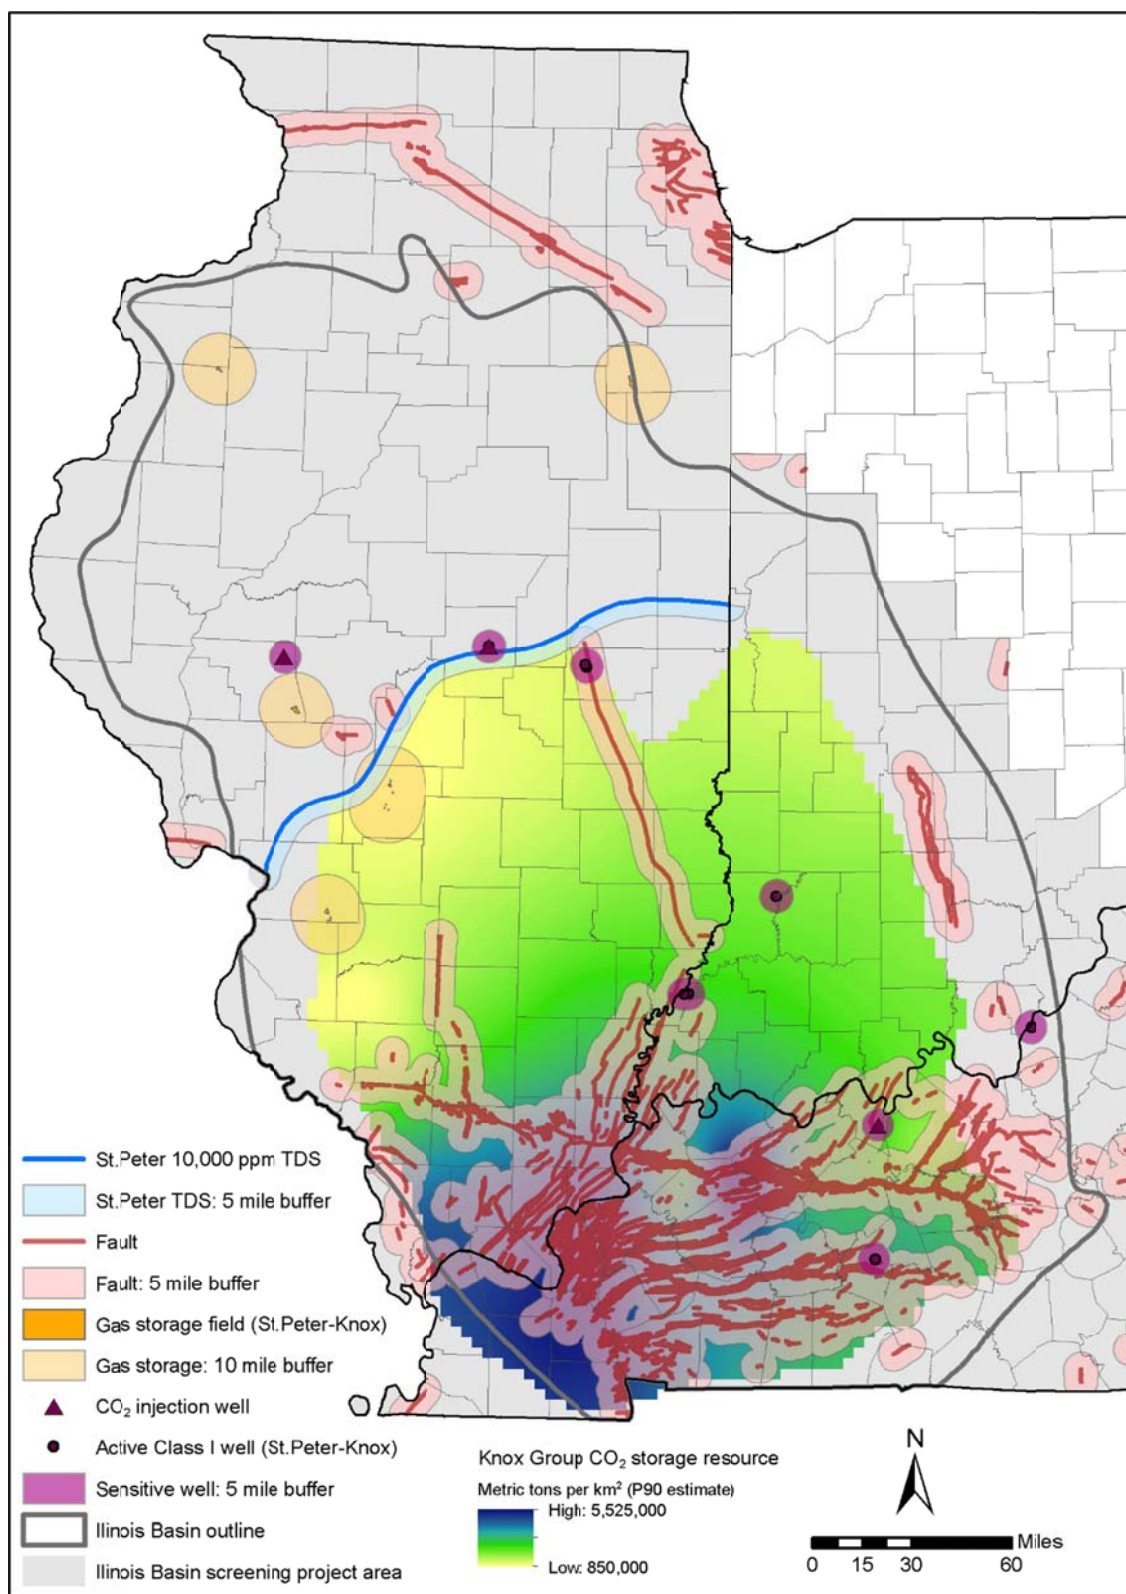 St.Peter 10,000 ppm TDS
St.Peter TDS: 5 mile buffer
Fault
Fault: 5 mile buffer
Gas storage field (St.Peter-Knox)
Gas storage: 10 mile buffer
CO₂ injection well
Active Class I well (St.Peter-Knox)
Sensitive well: 5 mile buffer
Illinois Basin outline
Illinois Basin screening project area
Knox Group CO₂ storage resource
Metric tons per km² (P90 estimate)
High: 5,525,000
Low: 850,000
N
Miles
0 15 30 60